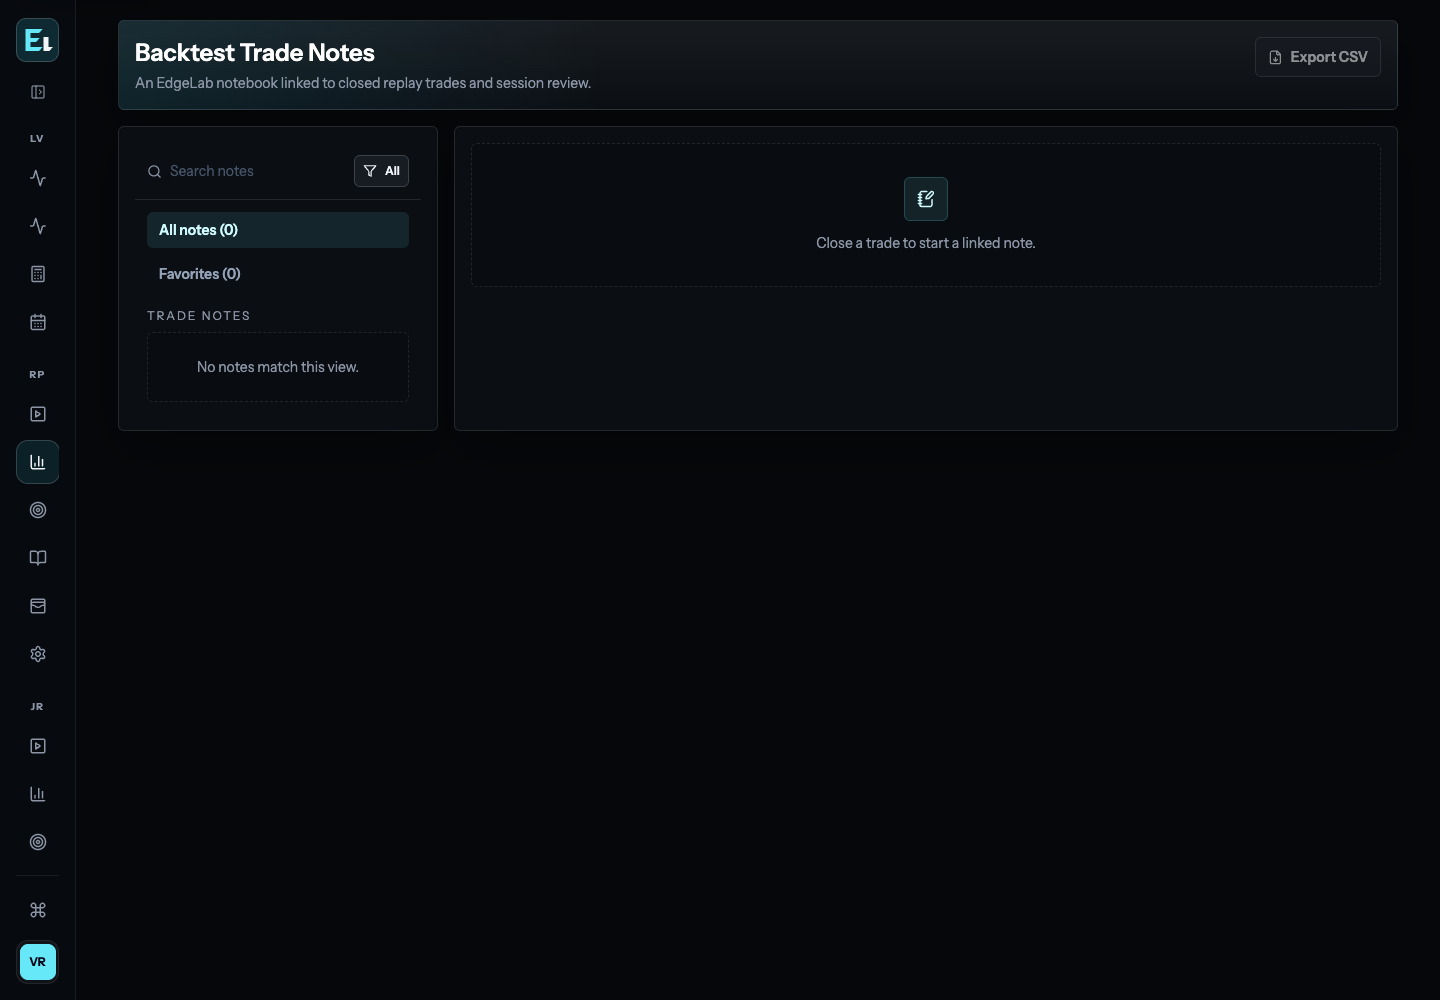 EL
Backtest Trade Notes
An EdgeLab notebook linked to closed replay trades and session review.
Export CSV
LV
Search notes
All
All notes (0)
Favorites (0)
TRADE NOTES
No notes match this view.
Close a trade to start a linked note.
RP
JR
VR